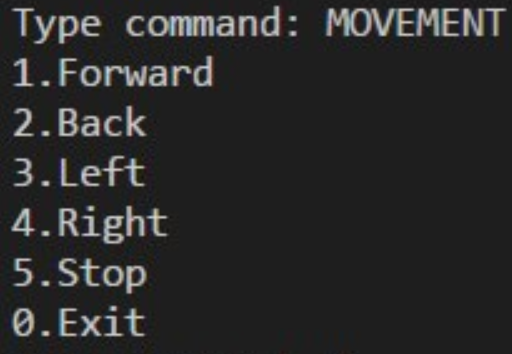 Type command: MOVEMENT
1.Forward
2.Back
3.Left
4.Right
5.Stop
0.Exit